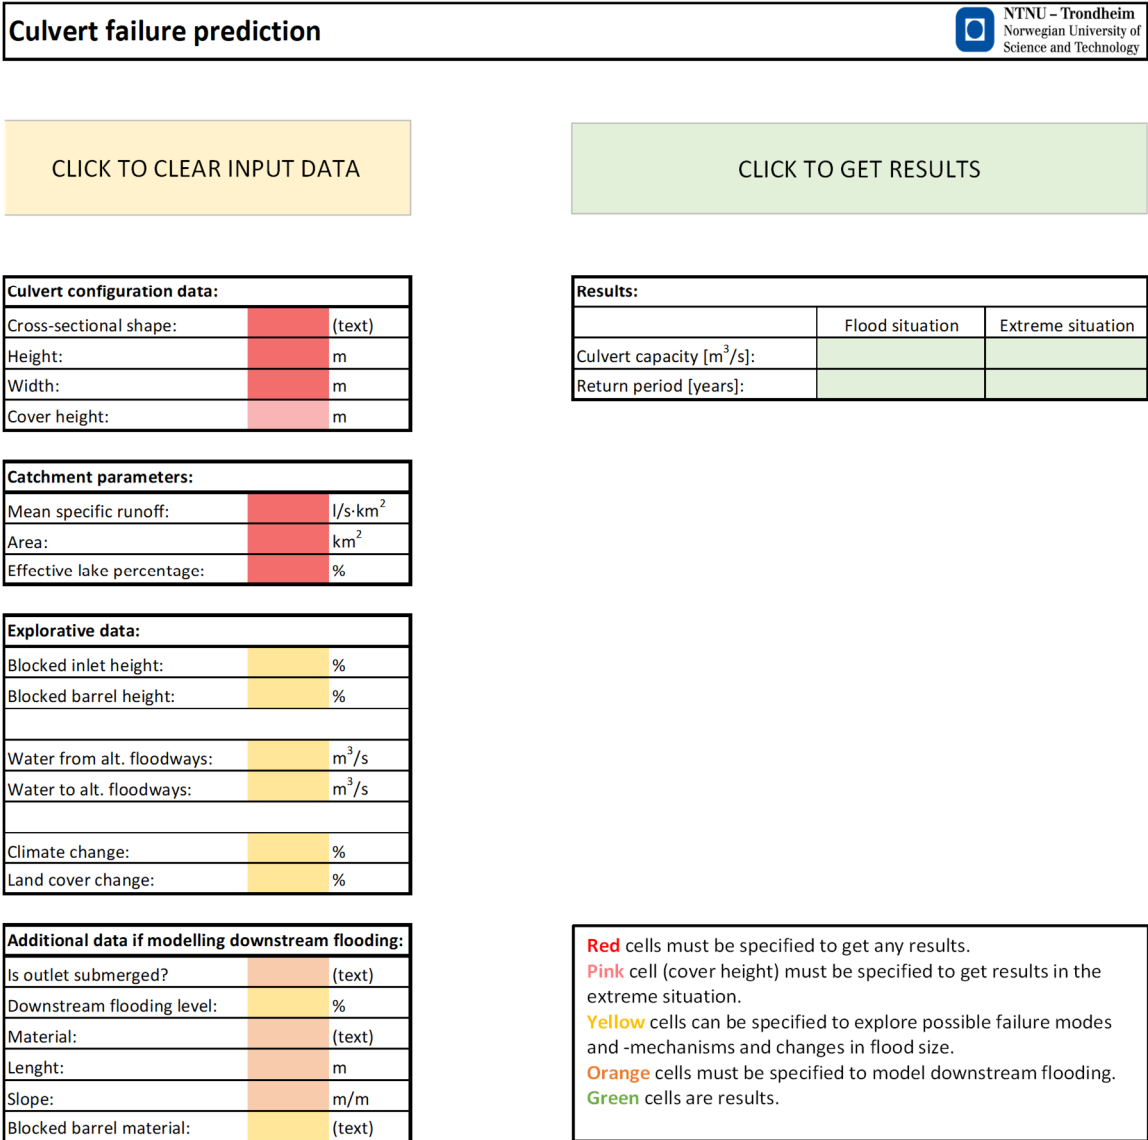 Culvert failure prediction
NTNU – Trondheim
Norwegian University of
Science and Technology
CLICK TO CLEAR INPUT DATA
CLICK TO GET RESULTS
Culvert configuration data:
Cross-sectional shape: (text)
Height: m
Width: m
Cover height: m
Results:
Flood situation Extreme situation
Culvert capacity [m³/s]:
Return period [years]:
Catchment parameters:
Mean specific runoff: l/s·km²
Area: km²
Effective lake percentage: %
Explorative data:
Blocked inlet height: %
Blocked barrel height: %
Water from alt. floodways: m³/s
Water to alt. floodways: m³/s
Climate change: %
Land cover change: %
Additional data if modelling downstream flooding:
Is outlet submerged? (text)
Downstream flooding level: %
Material: (text)
Lenght: m
Slope: m/m
Blocked barrel material: (text)
Red cells must be specified to get any results.
Pink cell (cover height) must be specified to get results in the
extreme situation.
Yellow cells can be specified to explore possible failure modes
and -mechanisms and changes in flood size.
Orange cells must be specified to model downstream flooding.
Green cells are results.